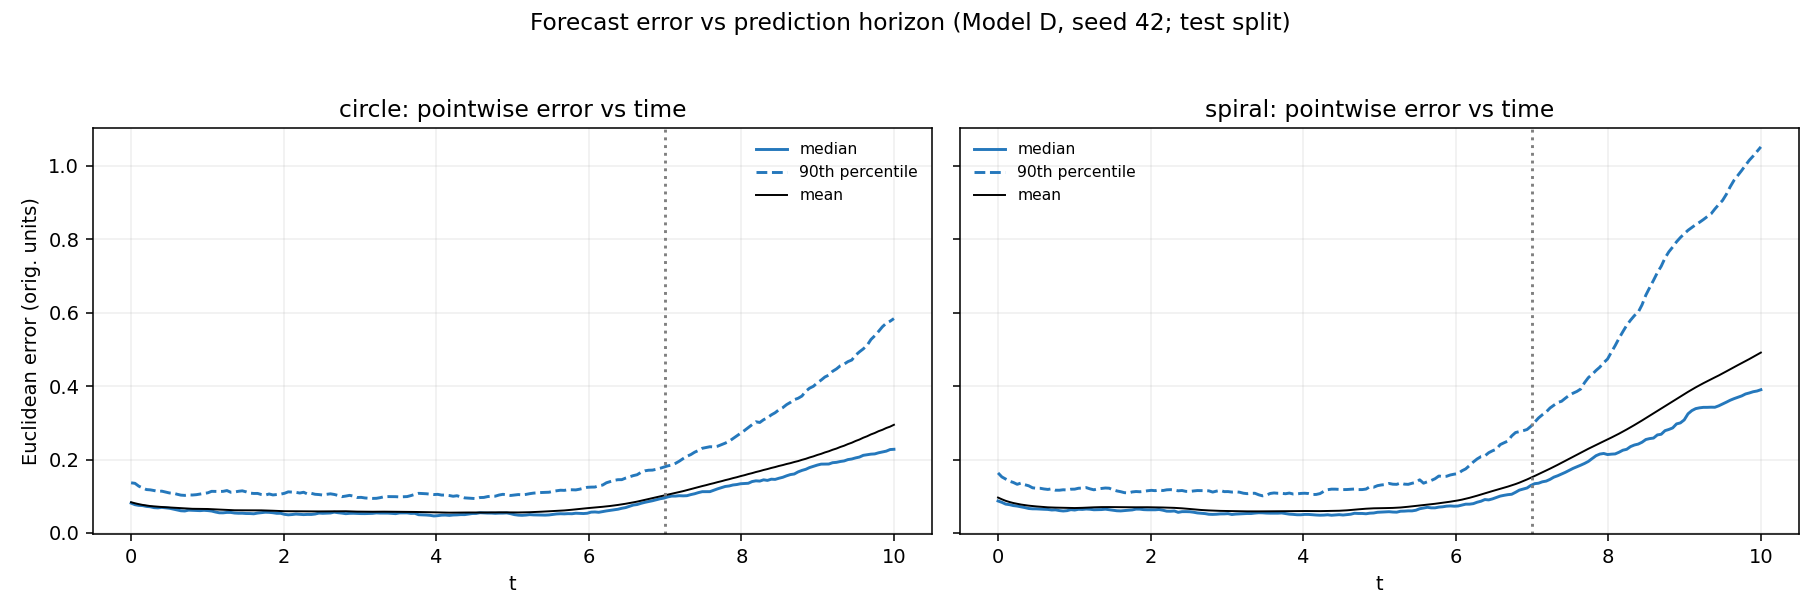 Forecast error vs prediction horizon (Model D, seed 42; test split)
circle: pointwise error vs time
median
90th percentile
mean
Euclidean error (orig. units)
1.0
0.8
0.6
0.4
0.2
0.0
0 2 4 6 8 10
t
spiral: pointwise error vs time
median
90th percentile
mean
0 2 4 6 8 10
t